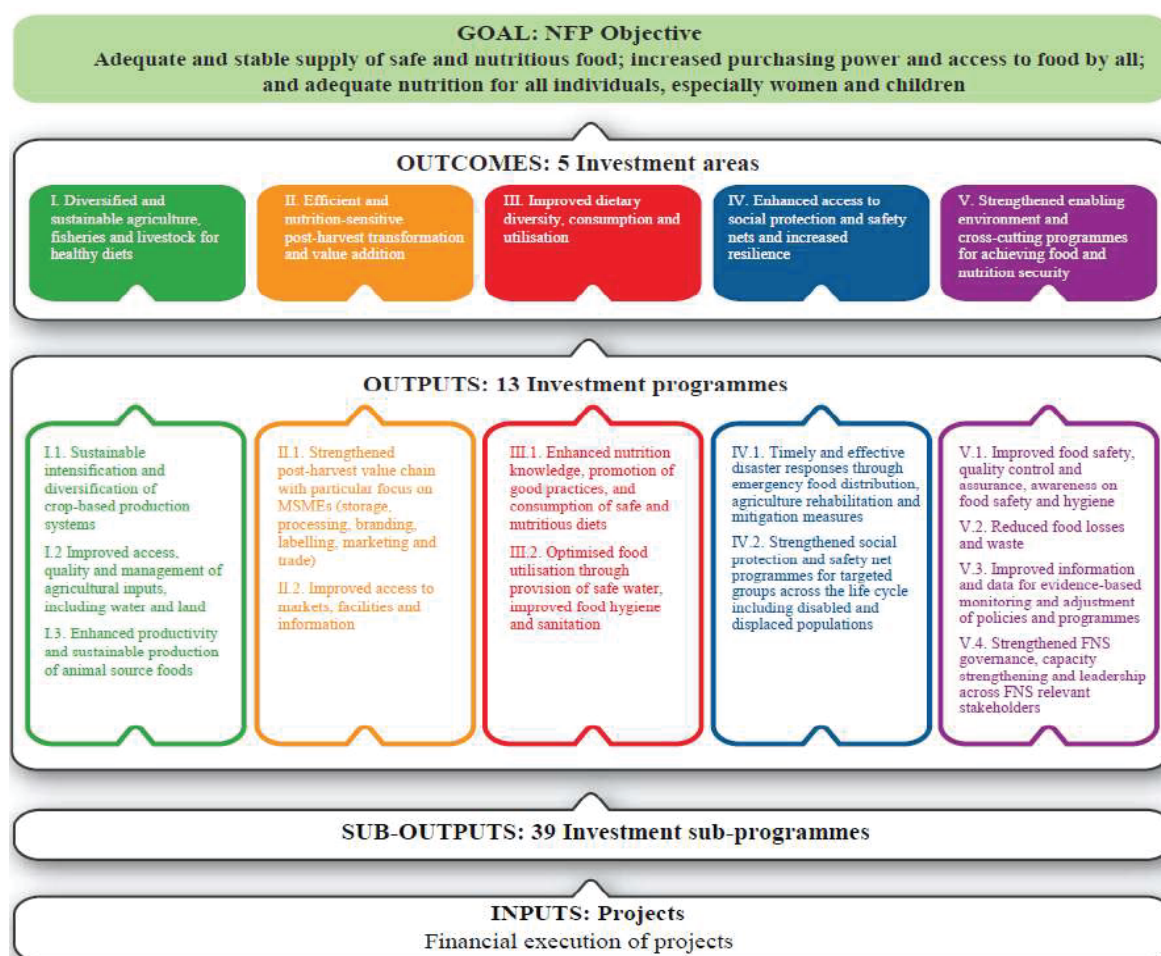 GOAL: NFP Objective
Adequate and stable supply of safe and nutritious food; increased purchasing power and access to food by all;
and adequate nutrition for all individuals, especially women and children
OUTCOMES: 5 Investment areas
I. Diversified and
sustainable agriculture,
fisheries and livestock for
healthy diets
II. Efficient and
nutrition-sensitive
post-harvest transformation
and value addition
III. Improved dietary
diversity, consumption and
utilisation
IV. Enhanced access to
social protection and safety
nets and increased
resilience
V. Strengthened enabling
environment and
cross-cutting programmes
for achieving food and
nutrition security
OUTPUTS: 13 Investment programmes
I.1. Sustainable
intensification and
diversification of
crop-based production
systems
I.2 Improved access,
quality and management of
agricultural inputs,
including water and land
I.3. Enhanced productivity
and sustainable production
of animal source foods
II.1. Strengthened
post-harvest value chain
with particular focus on
MSMEs (storage,
processing, branding,
labelling, marketing and
trade)
II.2. Improved access to
markets, facilities and
information
III.1. Enhanced nutrition
knowledge, promotion of
good practices, and
consumption of safe and
nutritious diets
III.2. Optimised food
utilisation through
provision of safe water,
improved food hygiene
and sanitation
IV.1. Timely and effective
disaster responses through
emergency food distribution,
agriculture rehabilitation and
mitigation measures
IV.2. Strengthened social
protection and safety net
programmes for targeted
groups across the life cycle
including disabled and
displaced populations
V.1. Improved food safety,
quality control and
assurance, awareness on
food safety and hygiene
V.2. Reduced food losses
and waste
V.3. Improved information
and data for evidence-based
monitoring and adjustment
of policies and programmes
V.4. Strengthened FNS
governance, capacity
strengthening and leadership
across FNS relevant
stakeholders
SUB-OUTPUTS: 39 Investment sub-programmes
INPUTS: Projects
Financial execution of projects